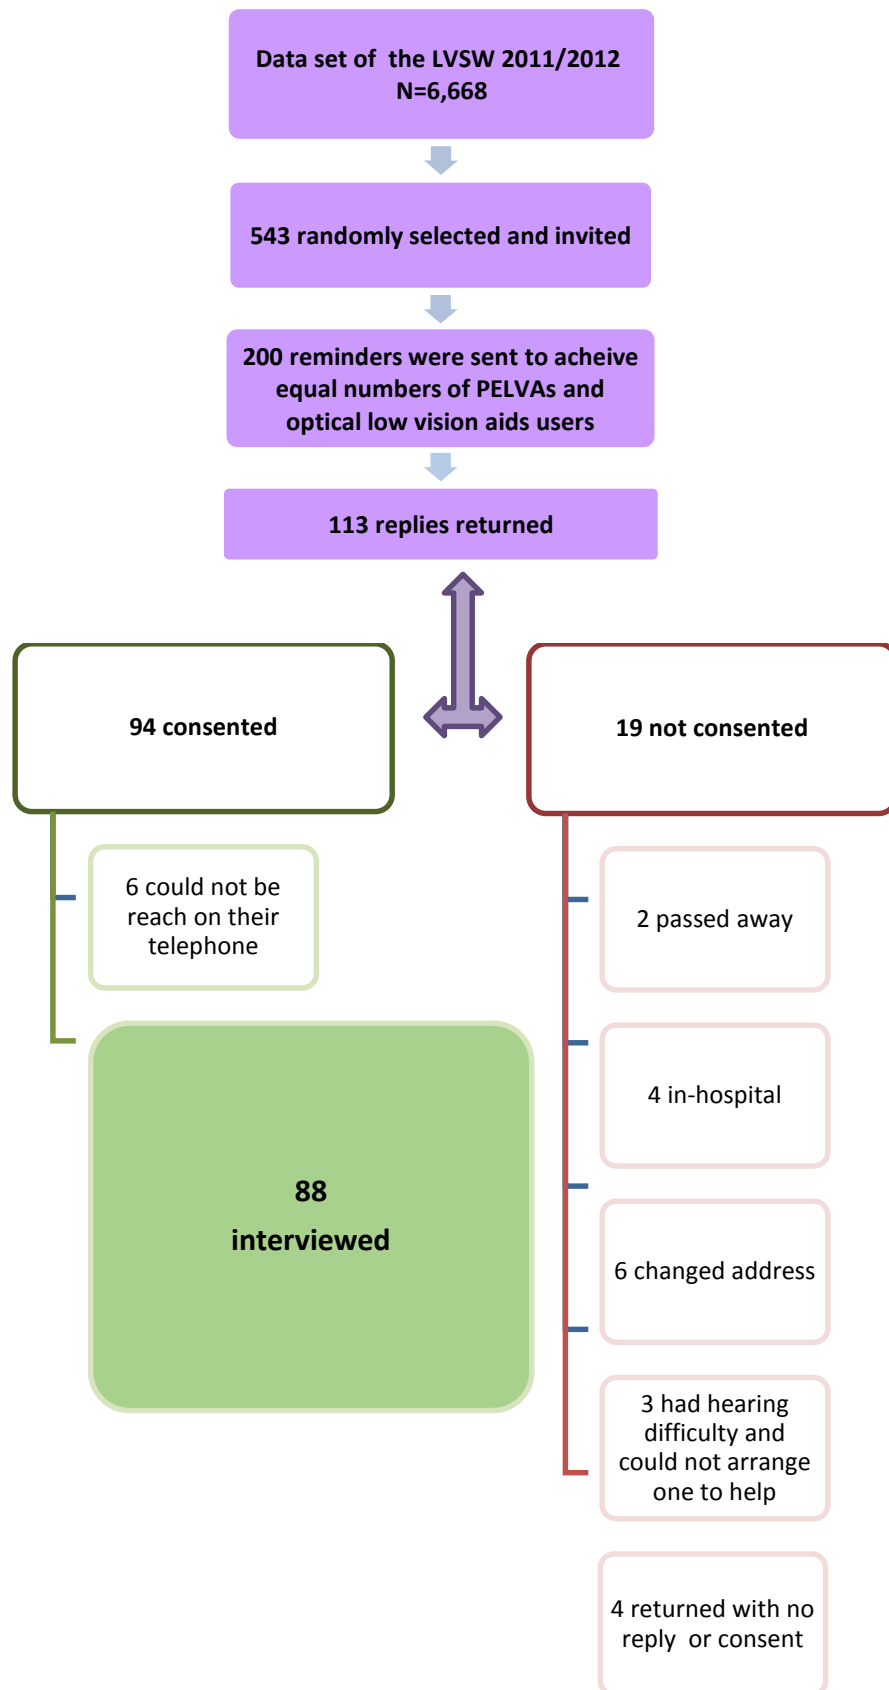 Data set of the LVSW 2011/2012
N=6,668
543 randomly selected and invited
200 reminders were sent to acheive
equal numbers of PELVAs and
optical low vision aids users
113 replies returned
94 consented
6 could not be
reach on their
telephone
88
interviewed
19 not consented
2 passed away
4 in-hospital
6 changed address
3 had hearing
difficulty and
could not arrange
one to help
4 returned with no
reply or consent